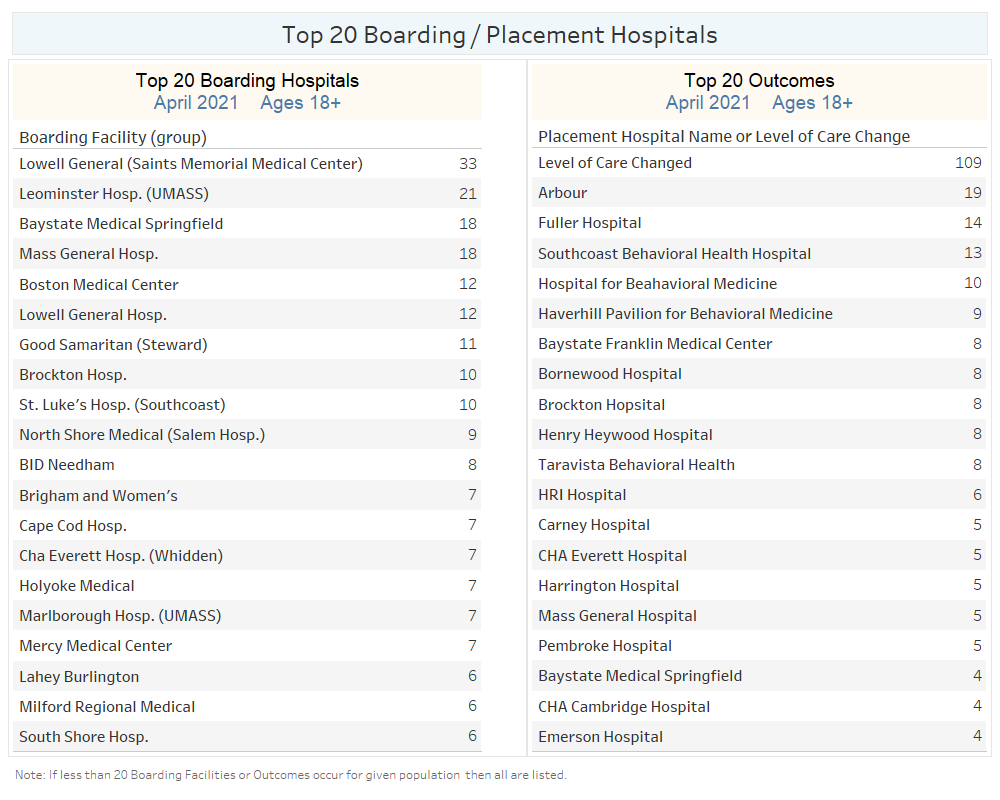 Top 20 Boarding / Placement Hospitals
Top 20 Boarding Hospitals
April 2021 Ages 18+
Boarding Facility (group)
Lowell General (Saints Memorial Medical Center) 33
Leominster Hosp. (UMASS) 21
Baystate Medical Springfield 18
Mass General Hosp. 18
Boston Medical Center 12
Lowell General Hosp. 12
Good Samaritan (Steward) 11
Brockton Hosp. 10
St. Luke's Hosp. (Southcoast) 10
North Shore Medical (Salem Hosp.) 9
BID Needham 8
Brigham and Women's 7
Cape Cod Hosp. 7
Cha Everett Hosp. (Whidden) 7
Holyoke Medical 7
Marlborough Hosp. (UMASS) 7
Mercy Medical Center 7
Lahey Burlington 6
Milford Regional Medical 6
South Shore Hosp. 6
Top 20 Outcomes
April 2021 Ages 18+
Placement Hospital Name or Level of Care Change
Level of Care Changed 109
Arbour 19
Fuller Hospital 14
Southcoast Behavioral Health Hospital 13
Hospital for Beahavioral Medicine 10
Haverhill Pavilion for Behavioral Medicine 9
Baystate Franklin Medical Center 8
Bornewood Hospital 8
Brockton Hopsital 8
Henry Heywood Hospital 8
Taravista Behavioral Health 8
HRI Hospital 6
Carney Hospital 5
CHA Everett Hospital 5
Harrington Hospital 5
Mass General Hospital 5
Pembroke Hospital 5
Baystate Medical Springfield 4
CHA Cambridge Hospital 4
Emerson Hospital 4
Note: If less than 20 Boarding Facilities or Outcomes occur for given population then all are listed.